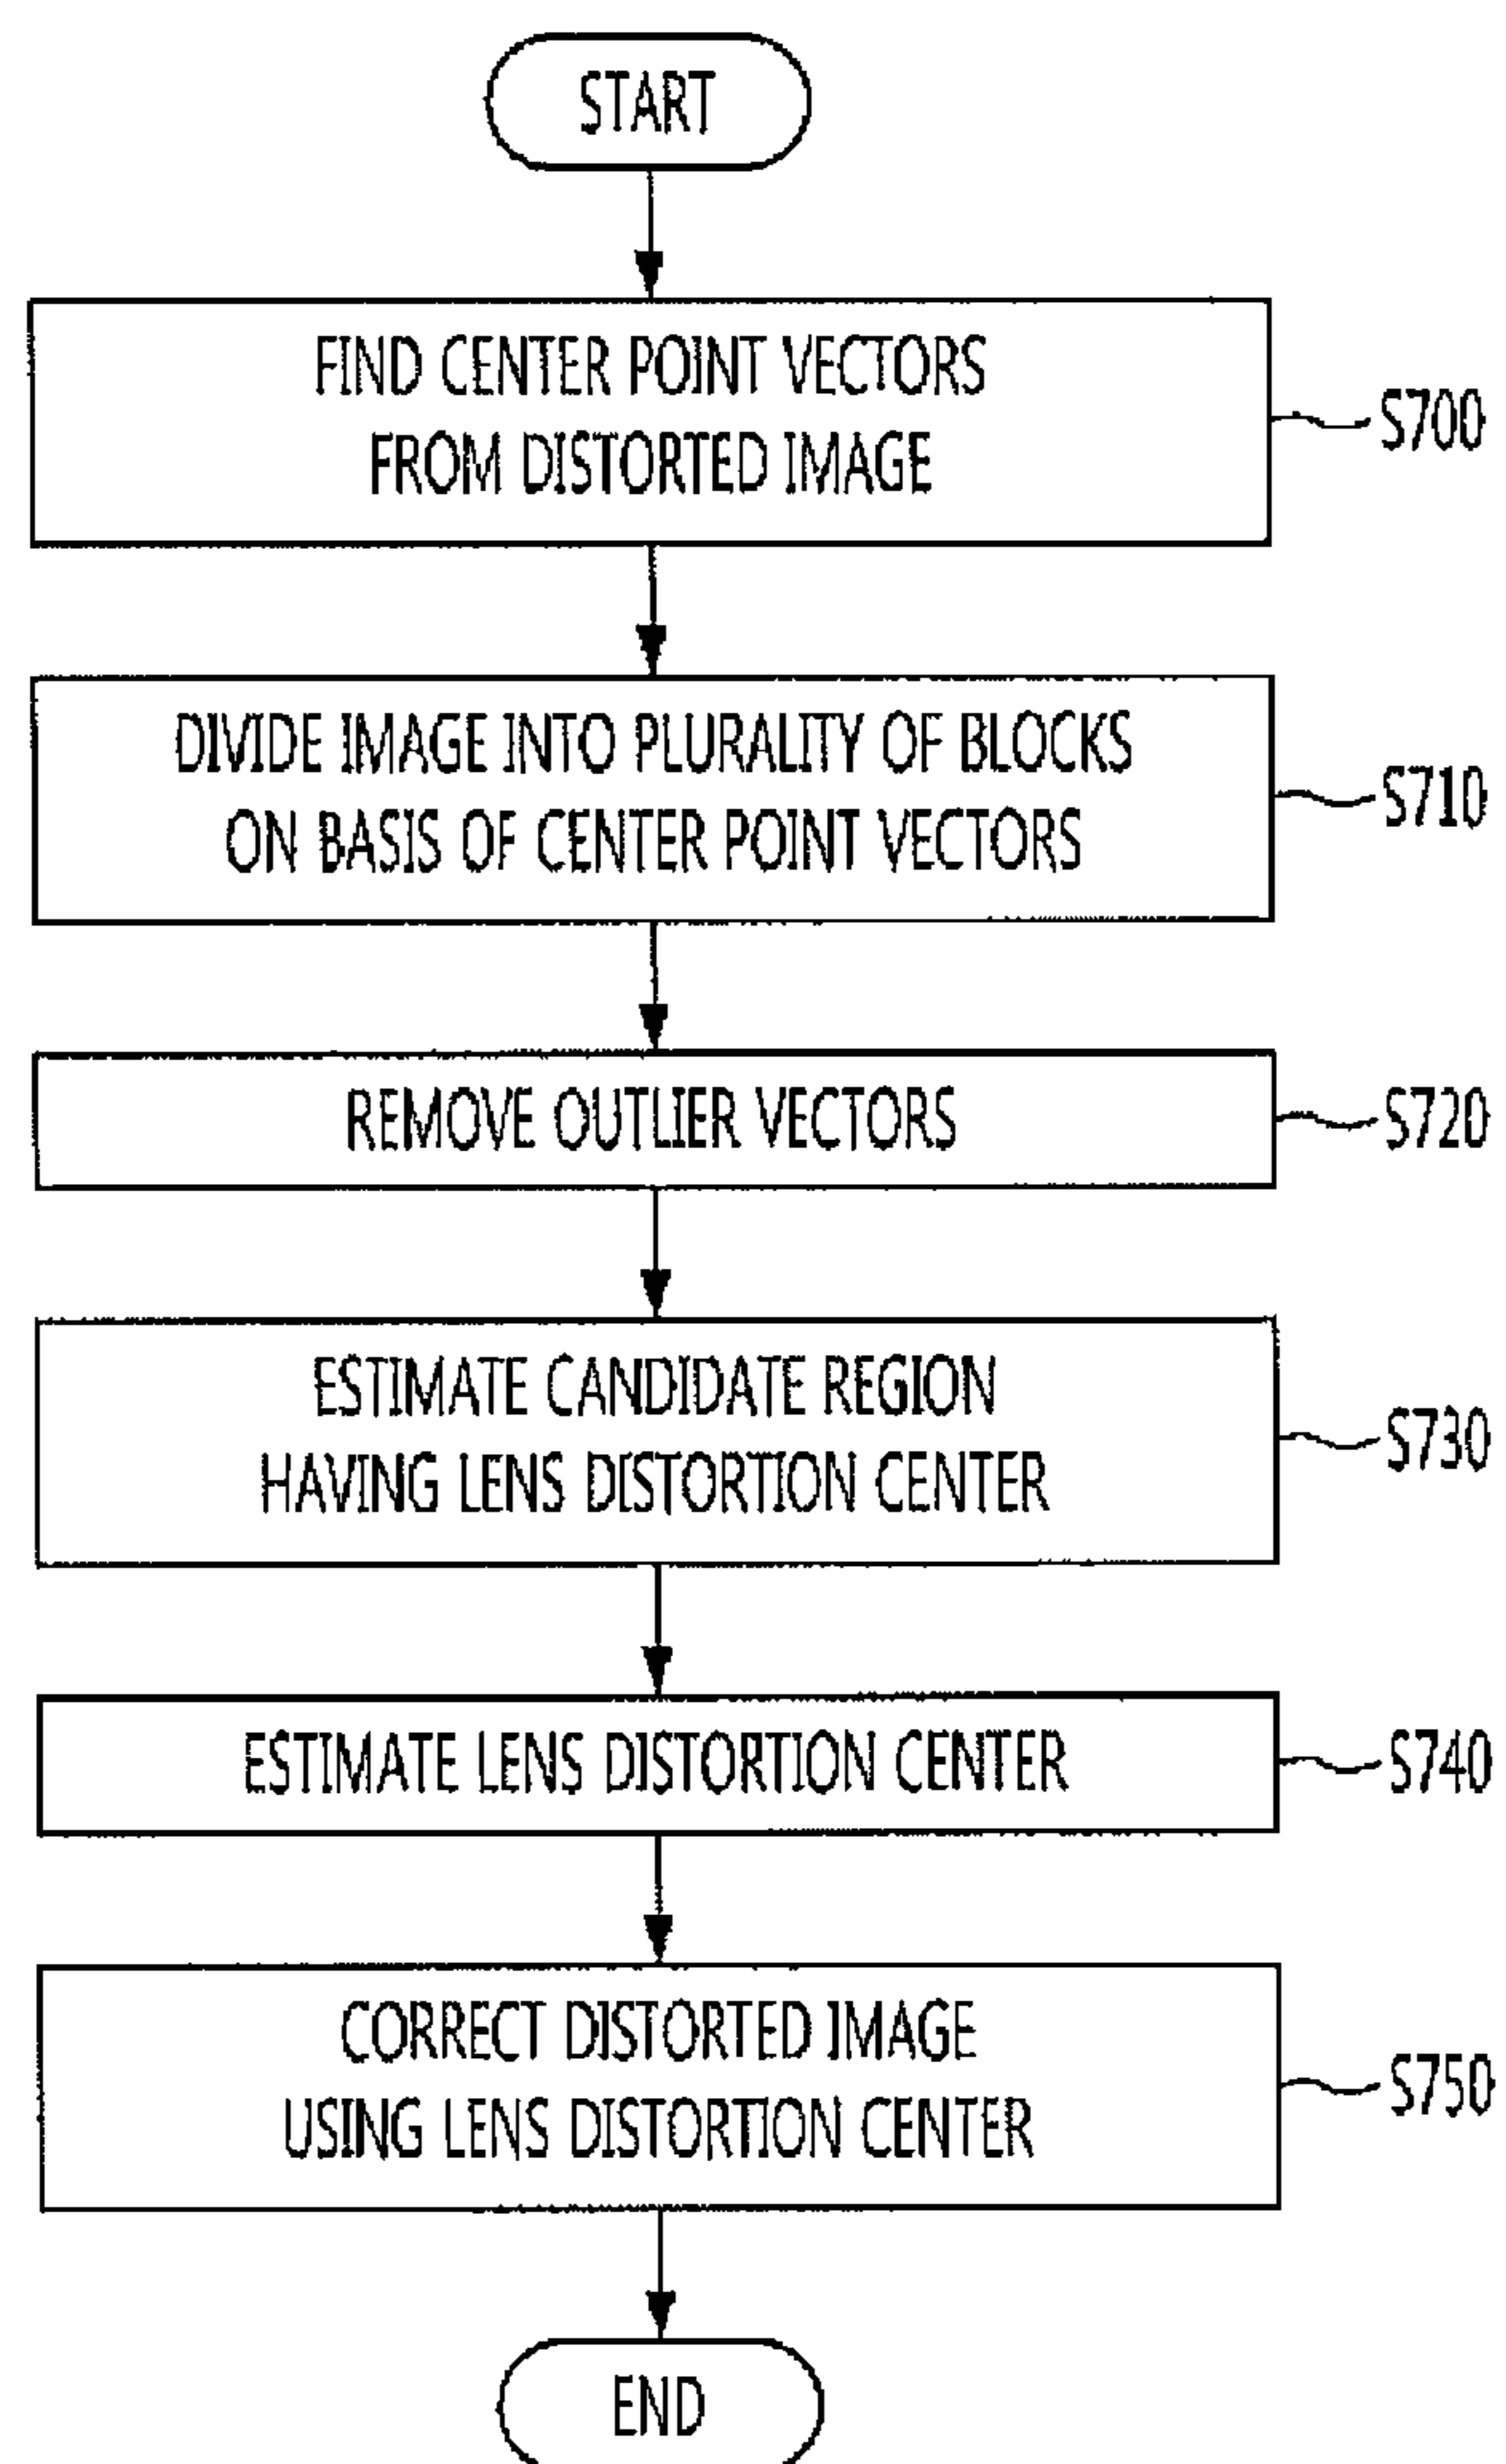 START
FIND CENTER POINT VECTORS
FROM DISTORTED IMAGE
S700
DIVIDE IMAGE INTO PLURALITY OF BLOCKS
ON BASIS OF CENTER POINT VECTORS
S710
REMOVE OUTLIER VECTORS
S720
ESTIMATE CANDIDATE REGION
HAVING LENS DISTORTION CENTER
S730
ESTIMATE LENS DISTORTION CENTER
S740
CORRECT DISTORTED IMAGE
USING LENS DISTORTION CENTER
S750
END